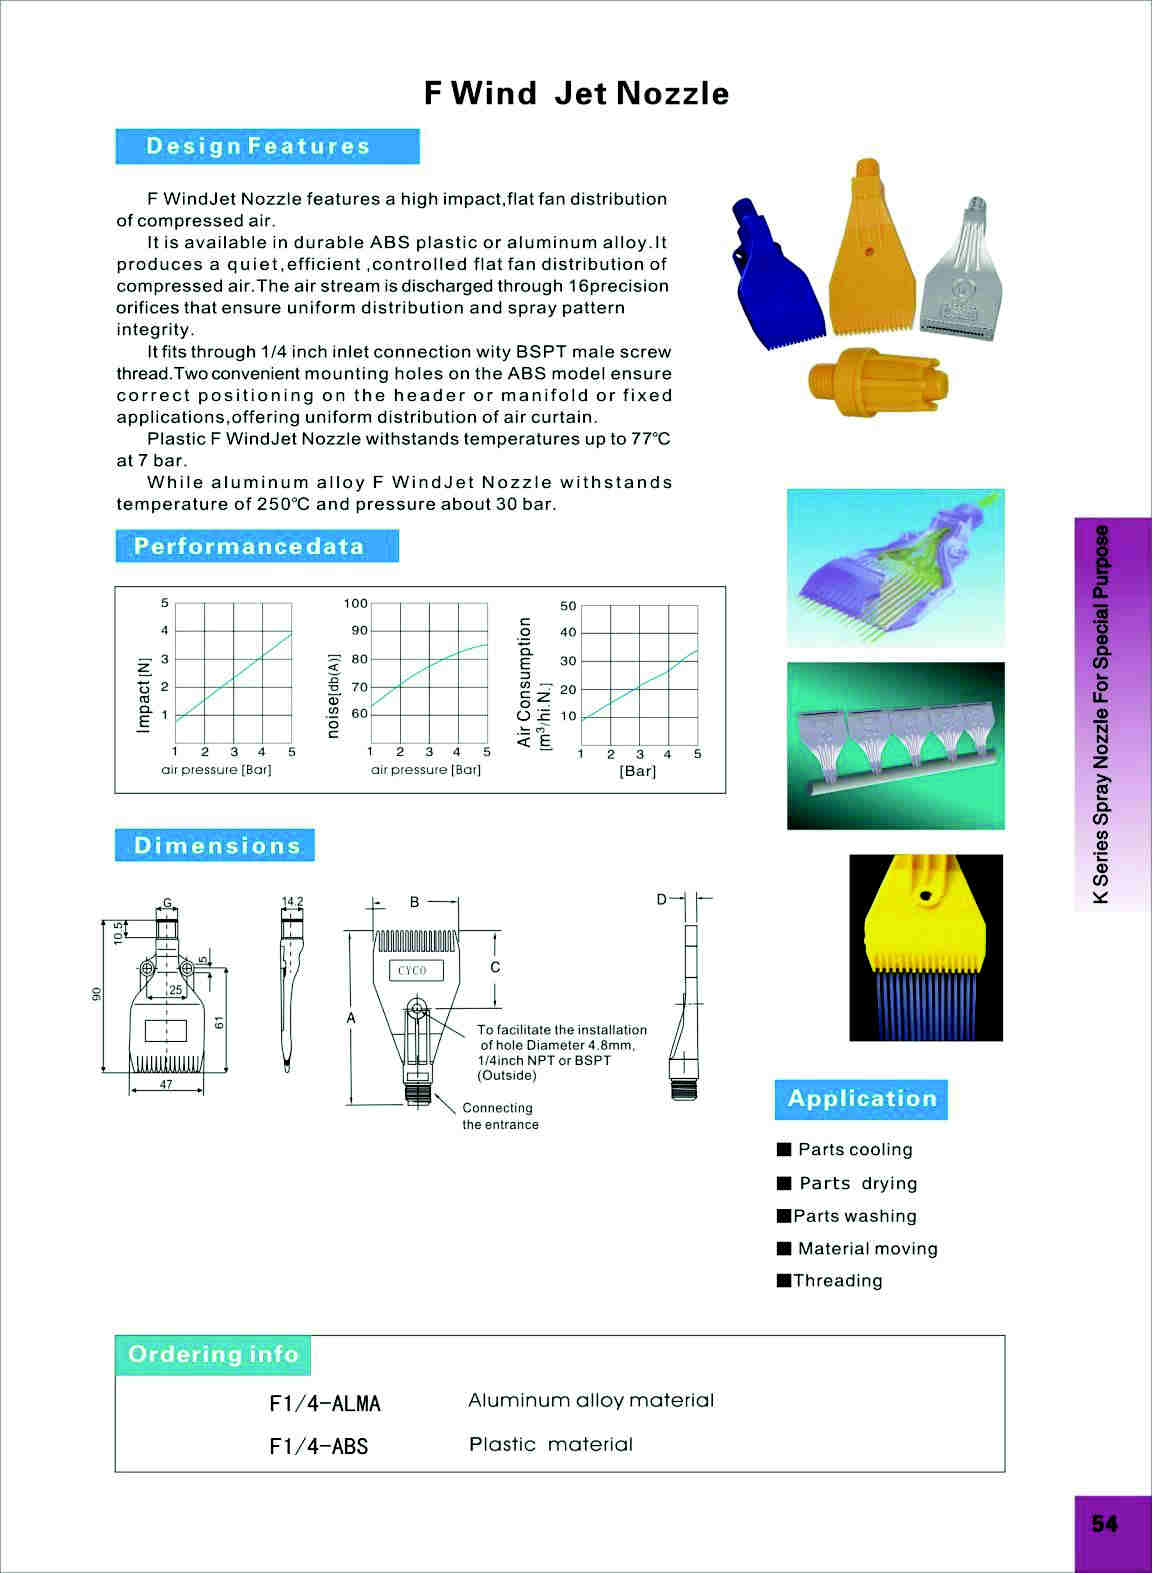 F Wind Jet Nozzle
Design Features
F WindJet Nozzle features a high impact,flat fan distribution
of compressed air.
It is available in durable ABS plastic or aluminum alloy.It
produces a quiet,efficient ,controlled flat fan distribution of
compressed air.The air stream is discharged through 16precision
orifices that ensure uniform distribution and spray pattern
integrity.
It fits through 1/4 inch inlet connection wity BSPT male screw
thread.Two convenient mounting holes on the ABS model ensure
correct positioning on the header or manifold or fixed
applications,offering uniform distribution of air curtain.
Plastic F WindJet Nozzle withstands temperatures up to 77℃
at 7 bar.
While aluminum alloy F WindJet Nozzle withstands
temperature of 250℃ and pressure about 30 bar.
Performance data
Impact [N]
5
4
3
2
1
1 2 3 4 5
air pressure [Bar]
noise[db(A)]
100
90
80
70
60
1 2 3 4 5
air pressure [Bar]
Air Consumption
[m³/hi.N.]
50
40
30
20
10
1 2 3 4 5
[Bar]
Dimensions
G
10.5
90
25
5
61
47
14.2
B
CYCO
A
C
D
To facilitate the installation
of hole Diameter 4.8mm,
1/4inch NPT or BSPT
(Outside)
Connecting
the entrance
Application
■ Parts cooling
■ Parts drying
■Parts washing
■ Material moving
■Threading
Ordering info
F1/4-ALMA Aluminum alloy material
F1/4-ABS Plastic material
K Series Spray Nozzle For Special Purpose
54